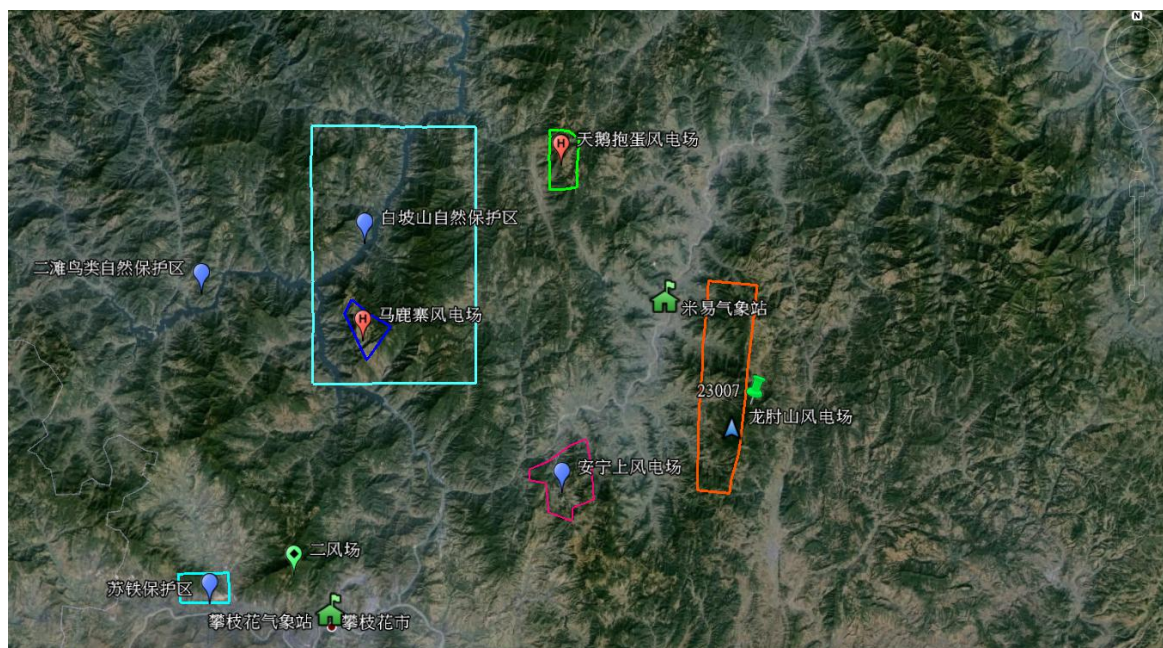 N
天鹅抱蛋风电场
H
白坡山自然保护区
二滩鸟类自然保护区
马鹿寨风电场
H
米易气象站
23007
龙肘山风电场
安宁上风电场
二风场
苏铁保护区
攀枝花气象站
攀枝花市